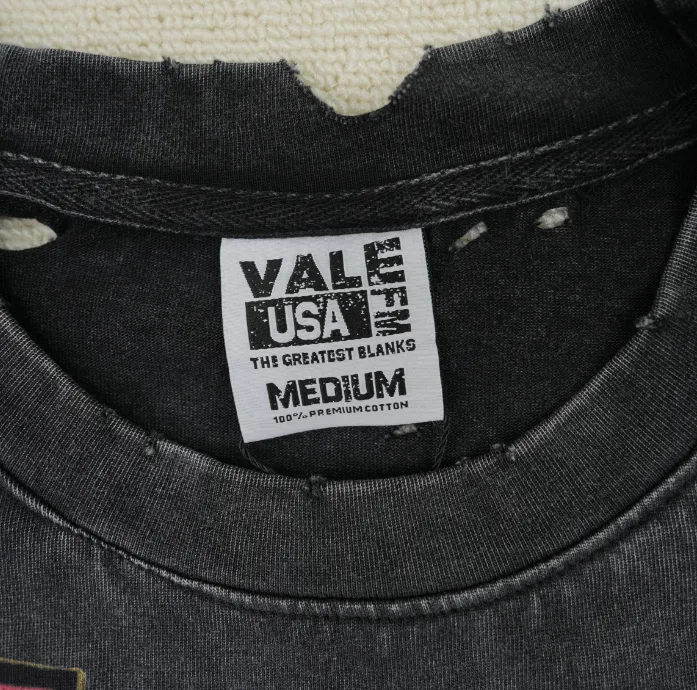 VALE.FM
USA
THE GREATEST BLANKS
MEDIUM
100% PREMIUM COTTON